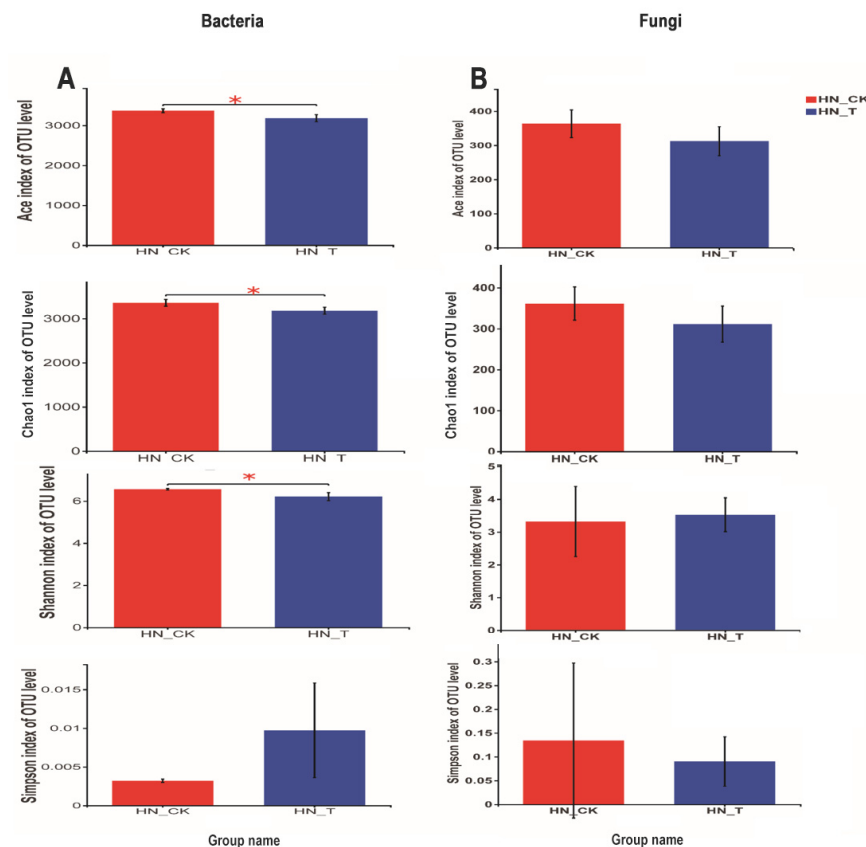 Bacteria
Fungi
A
*
Ace index of OTU level
3000
2000
1000
0
HN_CK
HN_T
*
Chao1 index of OTU level
3000
2000
1000
0
HN_CK
HN_T
*
Shannon index of OTU level
6
4
2
0
HN_CK
HN_T
Simpson index of OTU level
0.015
0.01
0.005
0
HN_CK
HN_T
Group name
B
HN_CK
HN_T
Ace index of OTU level
400
300
200
100
0
HN_CK
HN_T
Chao1 index of OTU level
400
300
200
100
0
HN_CK
HN_T
Shannon index of OTU level
5
4
3
2
1
0
HN_CK
HN_T
Simpson index of OTU level
0.3
0.25
0.2
0.15
0.1
0.05
0
HN_CK
HN_T
Group name